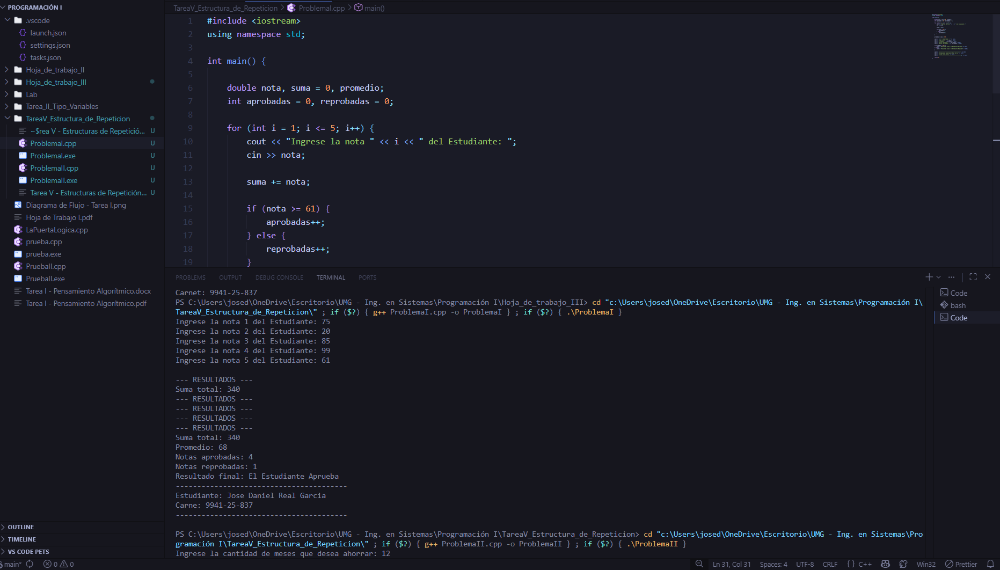 PROGRAMACIÓN I
.vscode
launch.json
settings.json
tasks.json
Hoja_de_trabajo_II
Hoja_de_trabajo_III
Lab
Tarea_II_Tipo_Variables
TareaV_Estructura_de_Repeticion
~$rea V - Estructuras de Repetició... U
ProblemaI.cpp U
ProblemaI.exe U
ProblemaII.cpp U
ProblemaII.exe U
Tarea V - Estructuras de Repetición... U
Diagrama de Flujo - Tarea I.png
Hoja de Trabajo I.pdf
LaPuertaLogica.cpp
prueba.cpp
prueba.exe
PruebaII.cpp
PruebaII.exe
Tarea I - Pensamiento Algorítmico.docx
Tarea I - Pensamiento Algorítmico.pdf
OUTLINE
TIMELINE
VS CODE PETS
TareaV_Estructura_de_Repeticion > ProblemaI.cpp > main()
1 #include <iostream>
2 using namespace std;
3
4 int main() {
5
6 double nota, suma = 0, promedio;
7 int aprobadas = 0, reprobadas = 0;
8
9 for (int i = 1; i <= 5; i++) {
10 cout << "Ingrese la nota " << i << " del Estudiante: ";
11 cin >> nota;
12
13 suma += nota;
14
15 if (nota >= 61) {
16 aprobadas++;
17 } else {
18 reprobadas++;
19 }
PROBLEMS OUTPUT DEBUG CONSOLE TERMINAL PORTS
Carnet: 9941-25-837
PS C:\Users\josed\OneDrive\Escritorio\UMG - Ing. en Sistemas\Programación I\Hoja_de_trabajo_III> cd "c:\Users\josed\OneDrive\Escritorio\UMG - Ing. en Sistemas\Programación I\
TareaV_Estructura_de_Repeticion\" ; if ($?) { g++ ProblemaI.cpp -o ProblemaI } ; if ($?) { .\ProblemaI }
Ingrese la nota 1 del Estudiante: 75
Ingrese la nota 2 del Estudiante: 20
Ingrese la nota 3 del Estudiante: 85
Ingrese la nota 4 del Estudiante: 99
Ingrese la nota 5 del Estudiante: 61
--- RESULTADOS ---
Suma total: 340
--- RESULTADOS ---
--- RESULTADOS ---
--- RESULTADOS ---
--- RESULTADOS ---
Suma total: 340
Promedio: 68
Notas aprobadas: 4
Notas reprobadas: 1
Resultado final: El Estudiante Aprueba
----------------------------------------
Estudiante: Jose Daniel Real Garcia
Carne: 9941-25-837
----------------------------------------
PS C:\Users\josed\OneDrive\Escritorio\UMG - Ing. en Sistemas\Programación I\TareaV_Estructura_de_Repeticion> cd "c:\Users\josed\OneDrive\Escritorio\UMG - Ing. en Sistemas\Pro
gramación I\TareaV_Estructura_de_Repeticion\" ; if ($?) { g++ ProblemaII.cpp -o ProblemaII } ; if ($?) { .\ProblemaII }
Ingrese la cantidad de meses que desea ahorrar: 12
Code
bash
Code
main* 0 0 Ln 31, Col 31 Spaces: 4 UTF-8 CRLF {} C++ Win32 Prettier